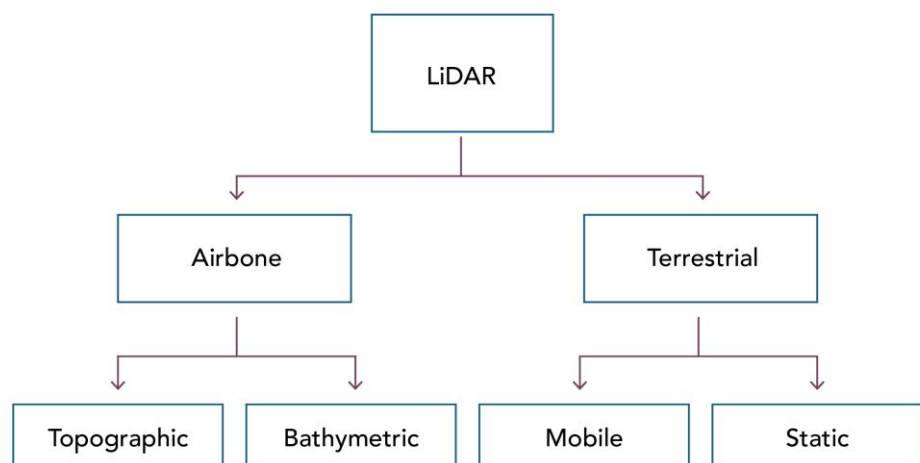 LiDAR
Airbone
Terrestrial
Topographic
Bathymetric
Mobile
Static